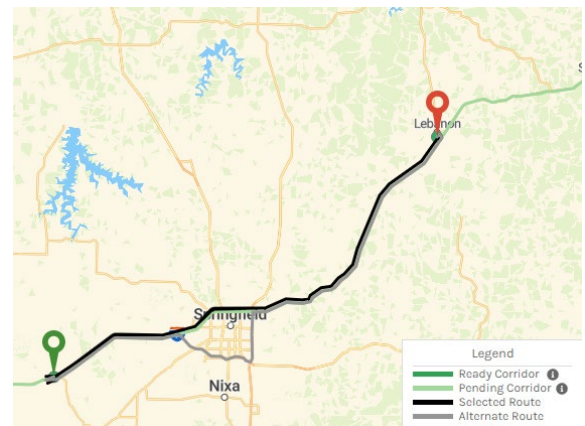 S
Lebanon
Springfield
Nixa
Legend
Ready Corridor
Pending Corridor
Selected Route
Alternate Route